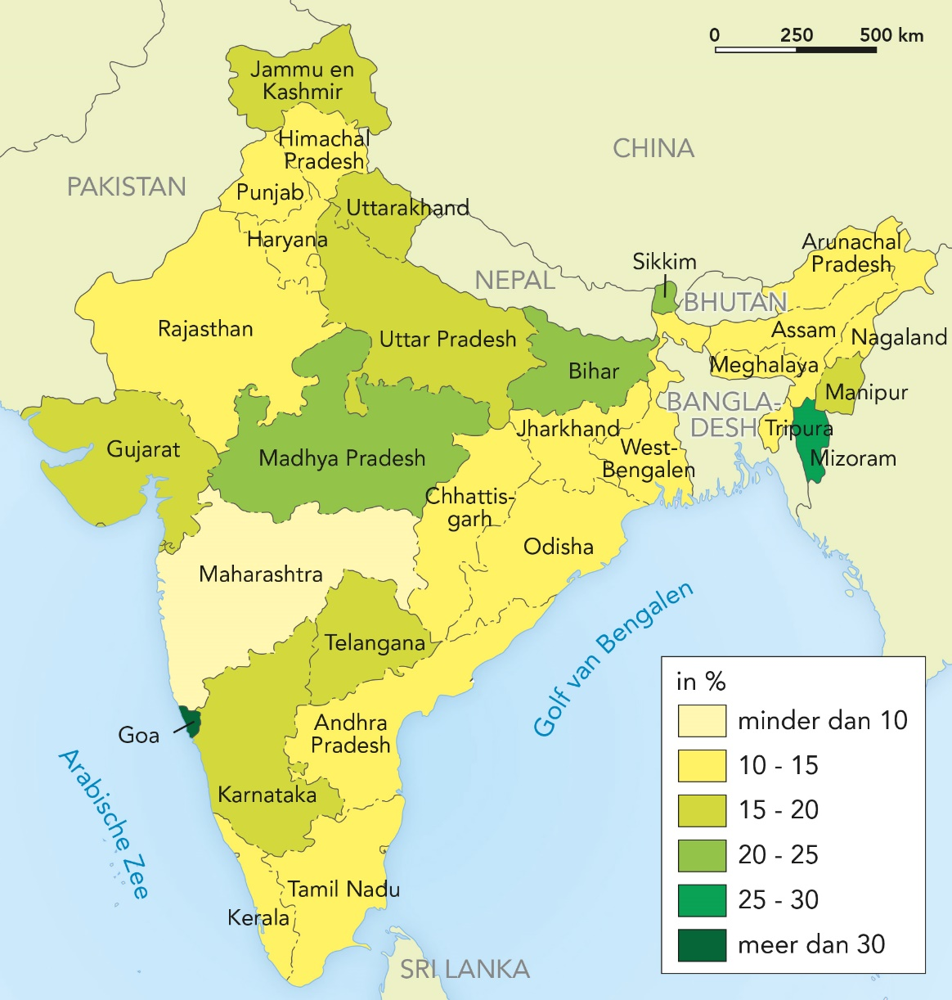 0 250 500 km
Jammu en
Kashmir
Himachal
Pradesh
CHINA
PAKISTAN
Punjab
Uttarakhand
Haryana
Arunachal
Pradesh
Sikkim
NEPAL
BHUTAN
Rajasthan
Uttar Pradesh
Assam
Nagaland
Bihar
Meghalaya
Manipur
BANGLA-
DESH
Jharkhand
Tripura
Gujarat
Madhya Pradesh
West-
Bengalen
Mizoram
Chhattis-
garh
Odisha
Maharashtra
Telangana
Golf van Bengalen
Goa
Andhra
Pradesh
Arabische Zee
Karnataka
Tamil Nadu
Kerala
SRI LANKA
in %
minder dan 10
10 - 15
15 - 20
20 - 25
25 - 30
meer dan 30